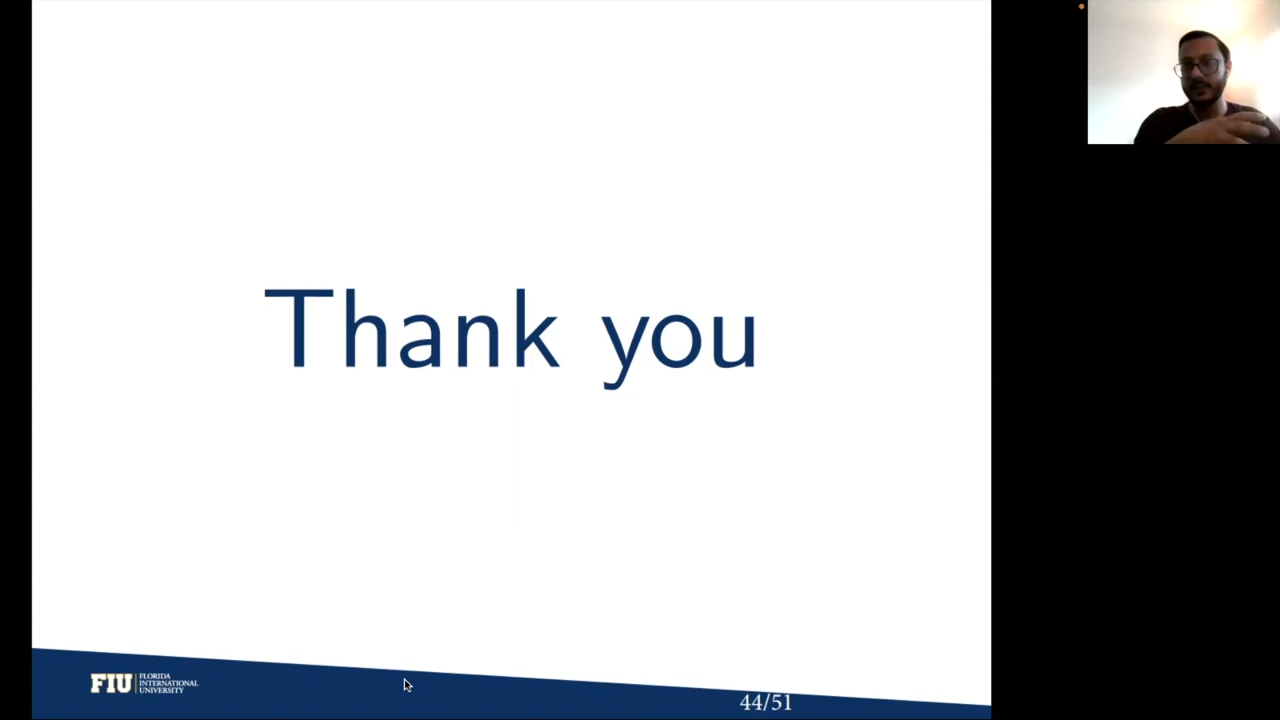 Thank you
FIU
FLORIDA
INTERNATIONAL
UNIVERSITY
44/51